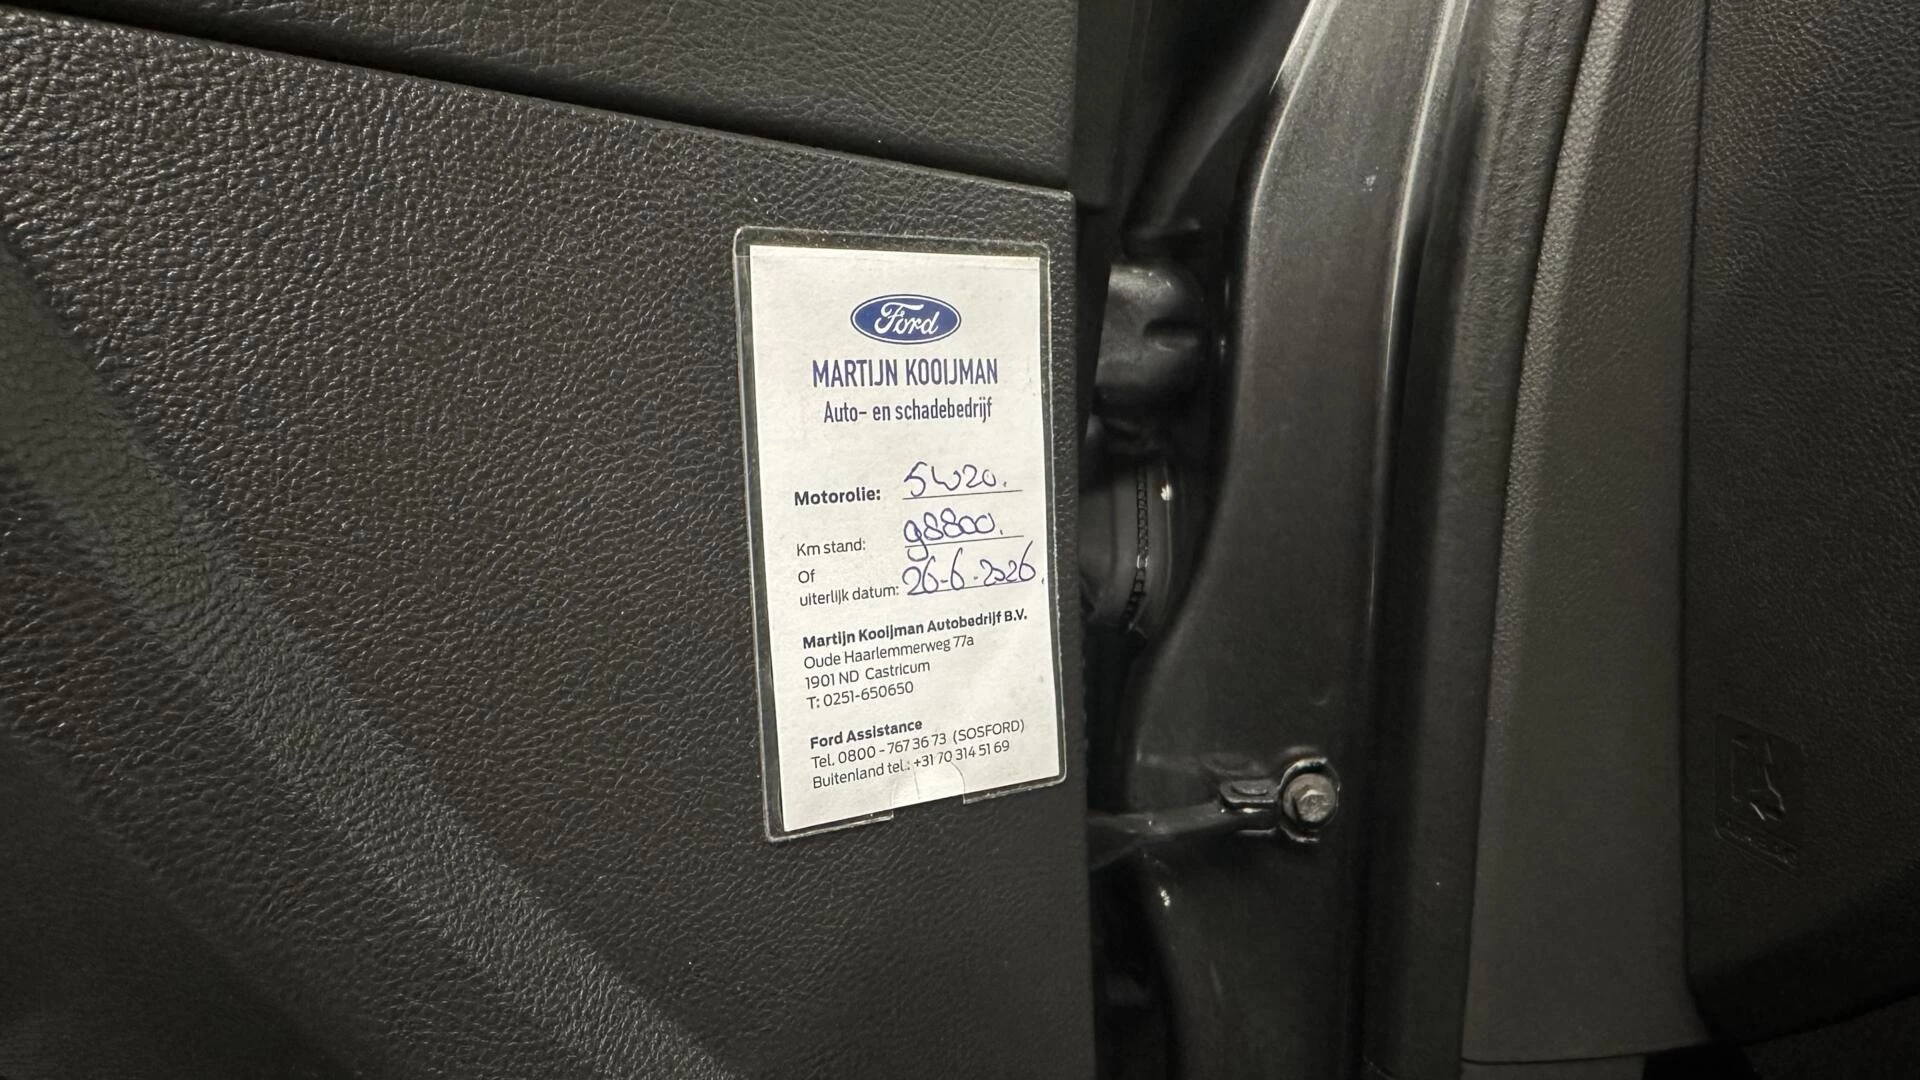 Ford
MARTIJN KOOIJMAN
Auto- en schadebedrijf
Motorolie: 5W20.
Km stand: 98800.
Of
uiterlijk datum: 26-6-2026.
Martijn Kooijman Autobedrijf B.V.
Oude Haarlemmerweg 77a
1901 ND Castricum
T: 0251-650650
Ford Assistance
Tel. 0800 - 767 36 73 (SOSFORD)
Buitenland tel.: +31 70 314 51 69